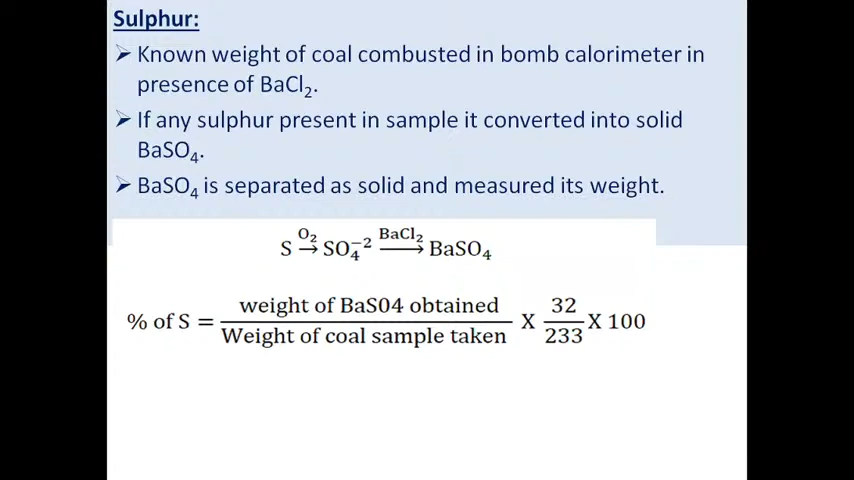 Sulphur:
➢ Known weight of coal combusted in bomb calorimeter in
presence of BaCl₂.
➢ If any sulphur present in sample it converted into solid
BaSO₄.
➢ BaSO₄ is separated as solid and measured its weight.
S →(O₂) SO₄⁻² →(BaCl₂) BaSO₄
% of S = (weight of BaS04 obtained / Weight of coal sample taken) X (32 / 233) X 100